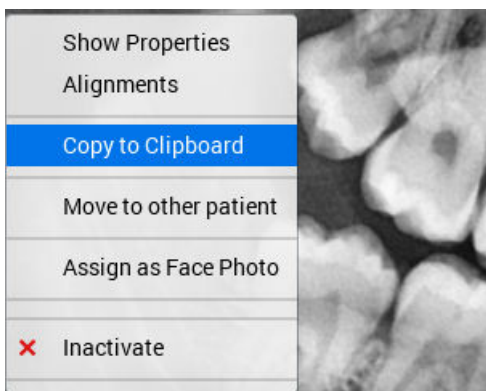 Show Properties
Alignments
Copy to Clipboard
Move to other patient
Assign as Face Photo
Inactivate